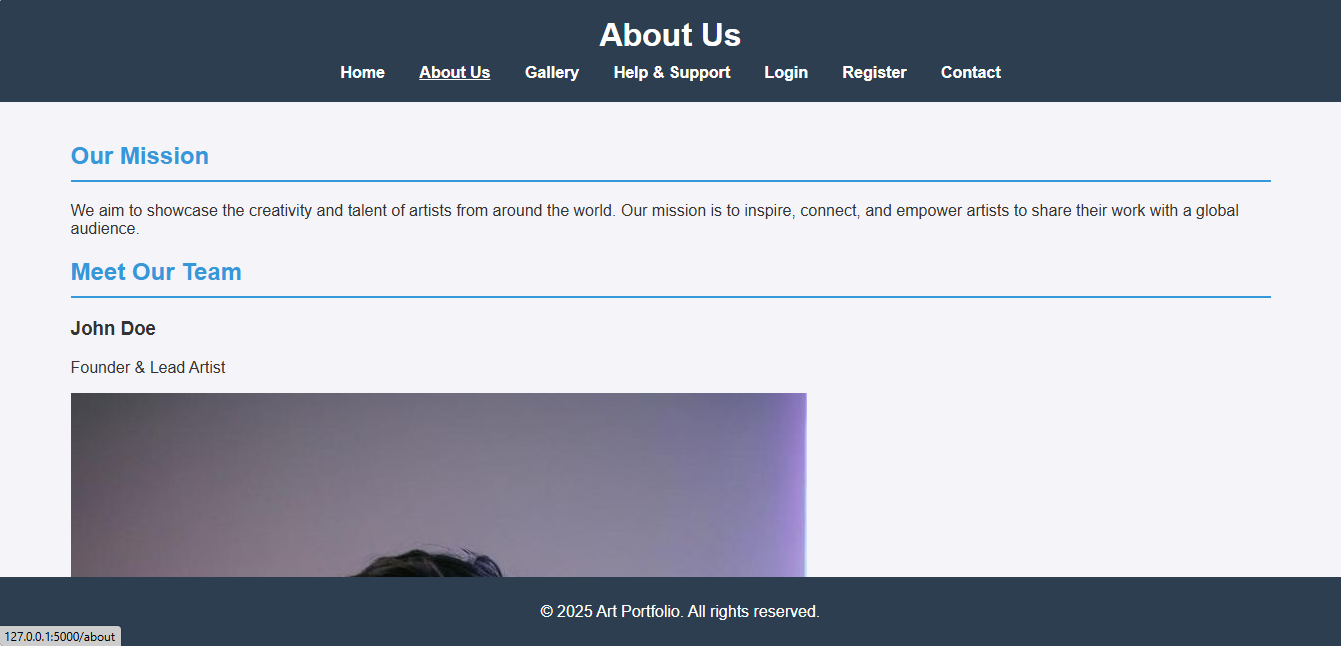 About Us
Home About Us Gallery Help & Support Login Register Contact
Our Mission
We aim to showcase the creativity and talent of artists from around the world. Our mission is to inspire, connect, and empower artists to share their work with a global
audience.
Meet Our Team
John Doe
Founder & Lead Artist
© 2025 Art Portfolio. All rights reserved.
127.0.0.1:5000/about